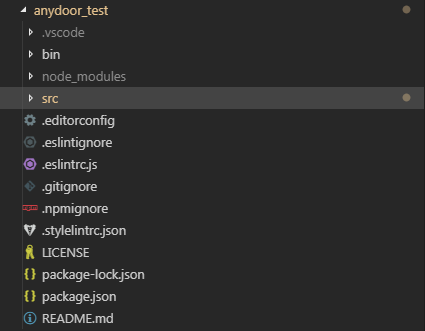 anydoor_test
.vscode
bin
node_modules
src
.editorconfig
.eslintignore
.eslintrc.js
.gitignore
.npmignore
.stylelintrc.json
LICENSE
package-lock.json
package.json
README.md